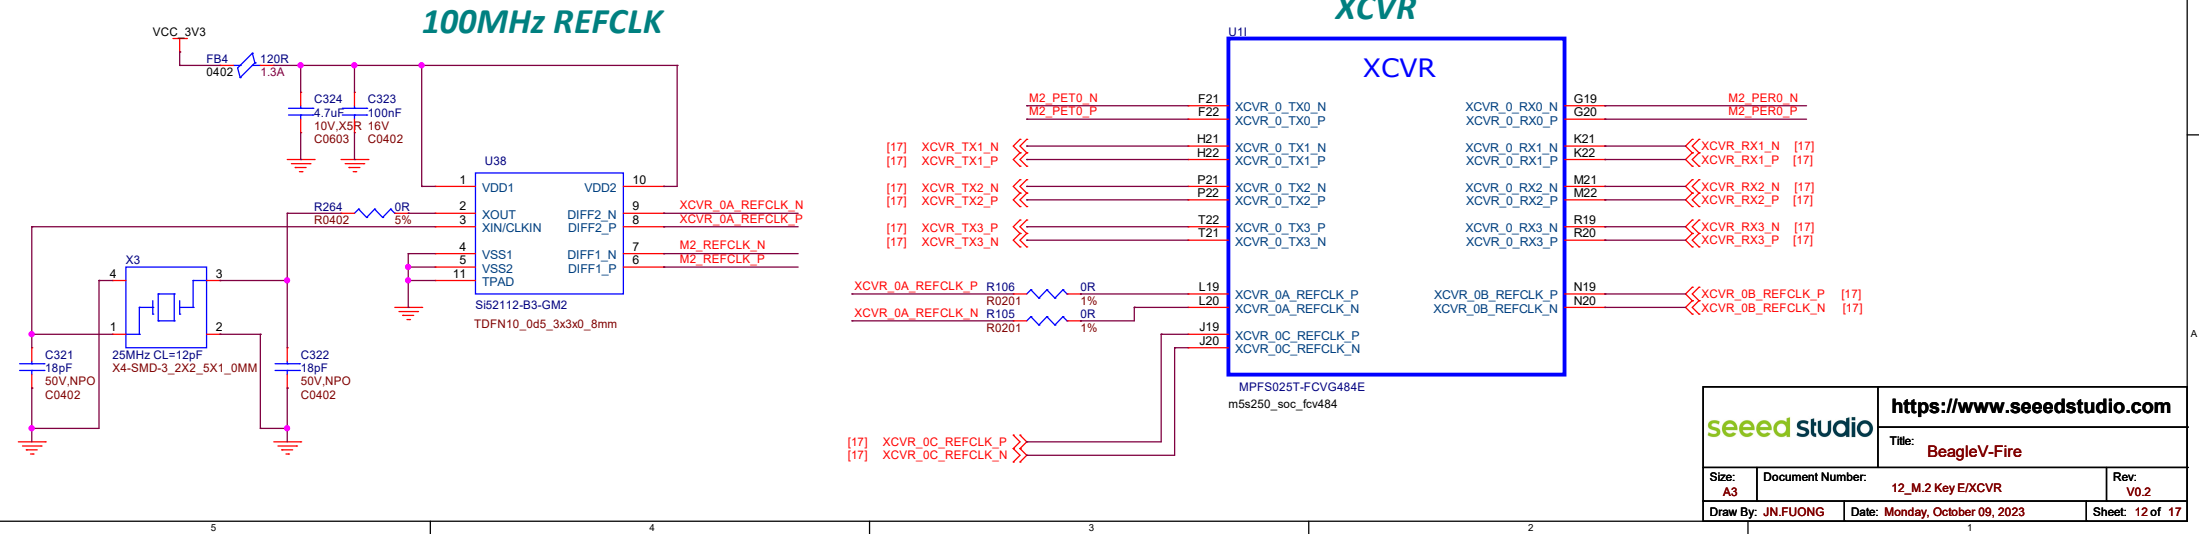 100MHz REFCLK
VCC_3V3
FB4 120R
0402 1.3A
C324 C323
4.7uF 100nF
10V,X5R 16V
C0603 C0402
U38
1 VDD1 VDD2 10
R264 0R
R0402 5%
2 XOUT DIFF2_N 9 XCVR_0A_REFCLK_N
3 XIN/CLKIN DIFF2_P 8 XCVR_0A_REFCLK_P
4 VSS1 DIFF1_N 7 M2_REFCLK_N
5 VSS2 DIFF1_P 6 M2_REFCLK_P
11 TPAD
Si52112-B3-GM2
TDFN10_0d5_3x3x0_8mm
X3
4 3
1 2
25MHz CL=12pF
X4-SMD-3_2X2_5X1_0MM
C321
18pF
50V,NPO
C0402
C322
18pF
50V,NPO
C0402
XCVR
U1I
XCVR
M2_PET0_N F21 XCVR_0_TX0_N XCVR_0_RX0_N G19 M2_PER0_N
M2_PET0_P F22 XCVR_0_TX0_P XCVR_0_RX0_P G20 M2_PER0_P
[17] XCVR_TX1_N H21 XCVR_0_TX1_N XCVR_0_RX1_N K21 XCVR_RX1_N [17]
[17] XCVR_TX1_P H22 XCVR_0_TX1_P XCVR_0_RX1_P K22 XCVR_RX1_P [17]
[17] XCVR_TX2_N P21 XCVR_0_TX2_N XCVR_0_RX2_N M21 XCVR_RX2_N [17]
[17] XCVR_TX2_P P22 XCVR_0_TX2_P XCVR_0_RX2_P M22 XCVR_RX2_P [17]
[17] XCVR_TX3_P T22 XCVR_0_TX3_P XCVR_0_RX3_N R19 XCVR_RX3_N [17]
[17] XCVR_TX3_N T21 XCVR_0_TX3_N XCVR_0_RX3_P R20 XCVR_RX3_P [17]
XCVR_0A_REFCLK_P R106 0R L19 XCVR_0A_REFCLK_P XCVR_0B_REFCLK_P N19 XCVR_0B_REFCLK_P [17]
R0201 1% L20 XCVR_0A_REFCLK_N XCVR_0B_REFCLK_N N20 XCVR_0B_REFCLK_N [17]
XCVR_0A_REFCLK_N R105 0R
R0201 1%
J19 XCVR_0C_REFCLK_P
J20 XCVR_0C_REFCLK_N
MPFS025T-FCVG484E
m5s250_soc_fcv484
[17] XCVR_0C_REFCLK_P
[17] XCVR_0C_REFCLK_N
A
seeed studio
https://www.seeedstudio.com
Title: BeagleV-Fire
Size: A3
Document Number: 12_M.2 Key E/XCVR
Rev: V0.2
Draw By: JN.FUONG
Date: Monday, October 09, 2023
Sheet: 12 of 17
5 4 3 2 1